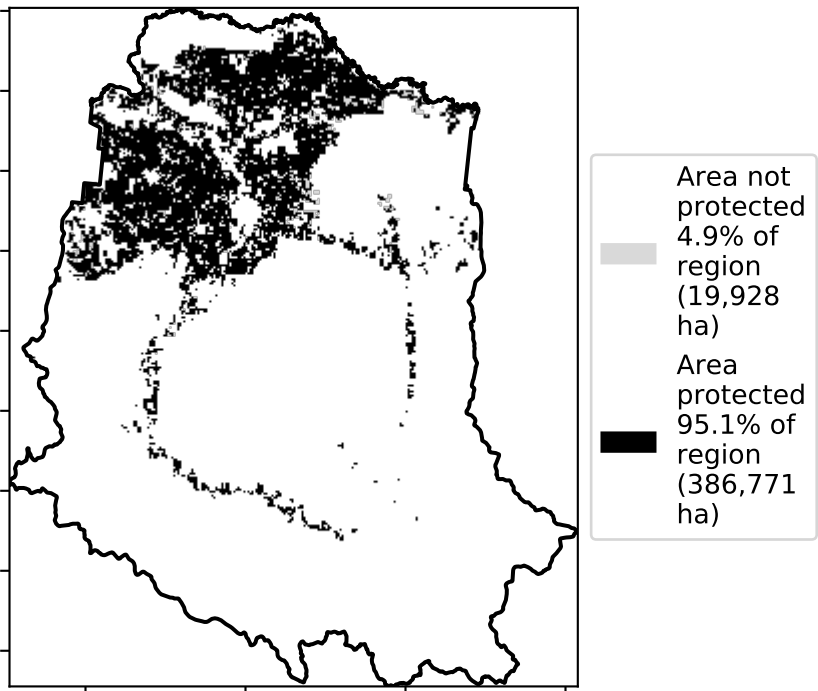 Area not
protected
4.9% of
region
(19,928
ha)
Area
protected
95.1% of
region
(386,771
ha)